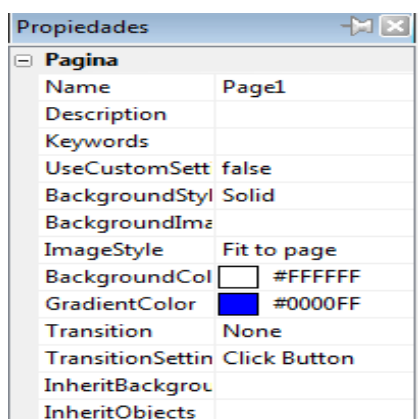 Propiedades
Pagina
Name Page1
Description
Keywords
UseCustomSett false
BackgroundStyl Solid
BackgroundIma
ImageStyle Fit to page
BackgroundCol #FFFFFF
GradientColor #0000FF
Transition None
TransitionSettin Click Button
InheritBackgrou
InheritObjects